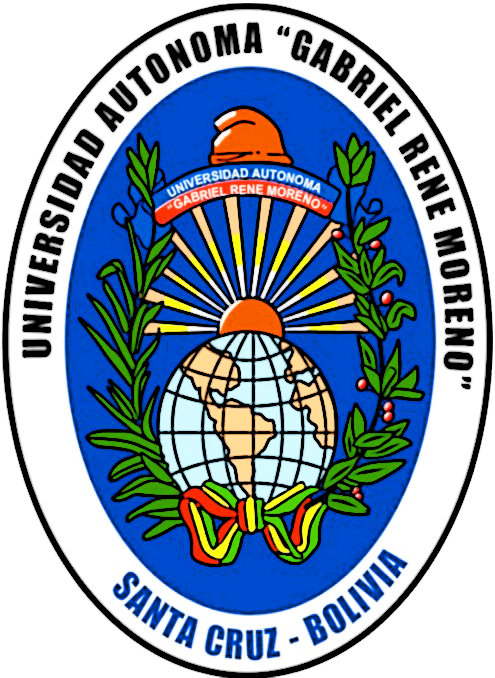 UNIVERSIDAD AUTONOMA “GABRIEL RENE MORENO”
UNIVERSIDAD AUTONOMA
“GABRIEL RENE MORENO”
SANTA CRUZ - BOLIVIA